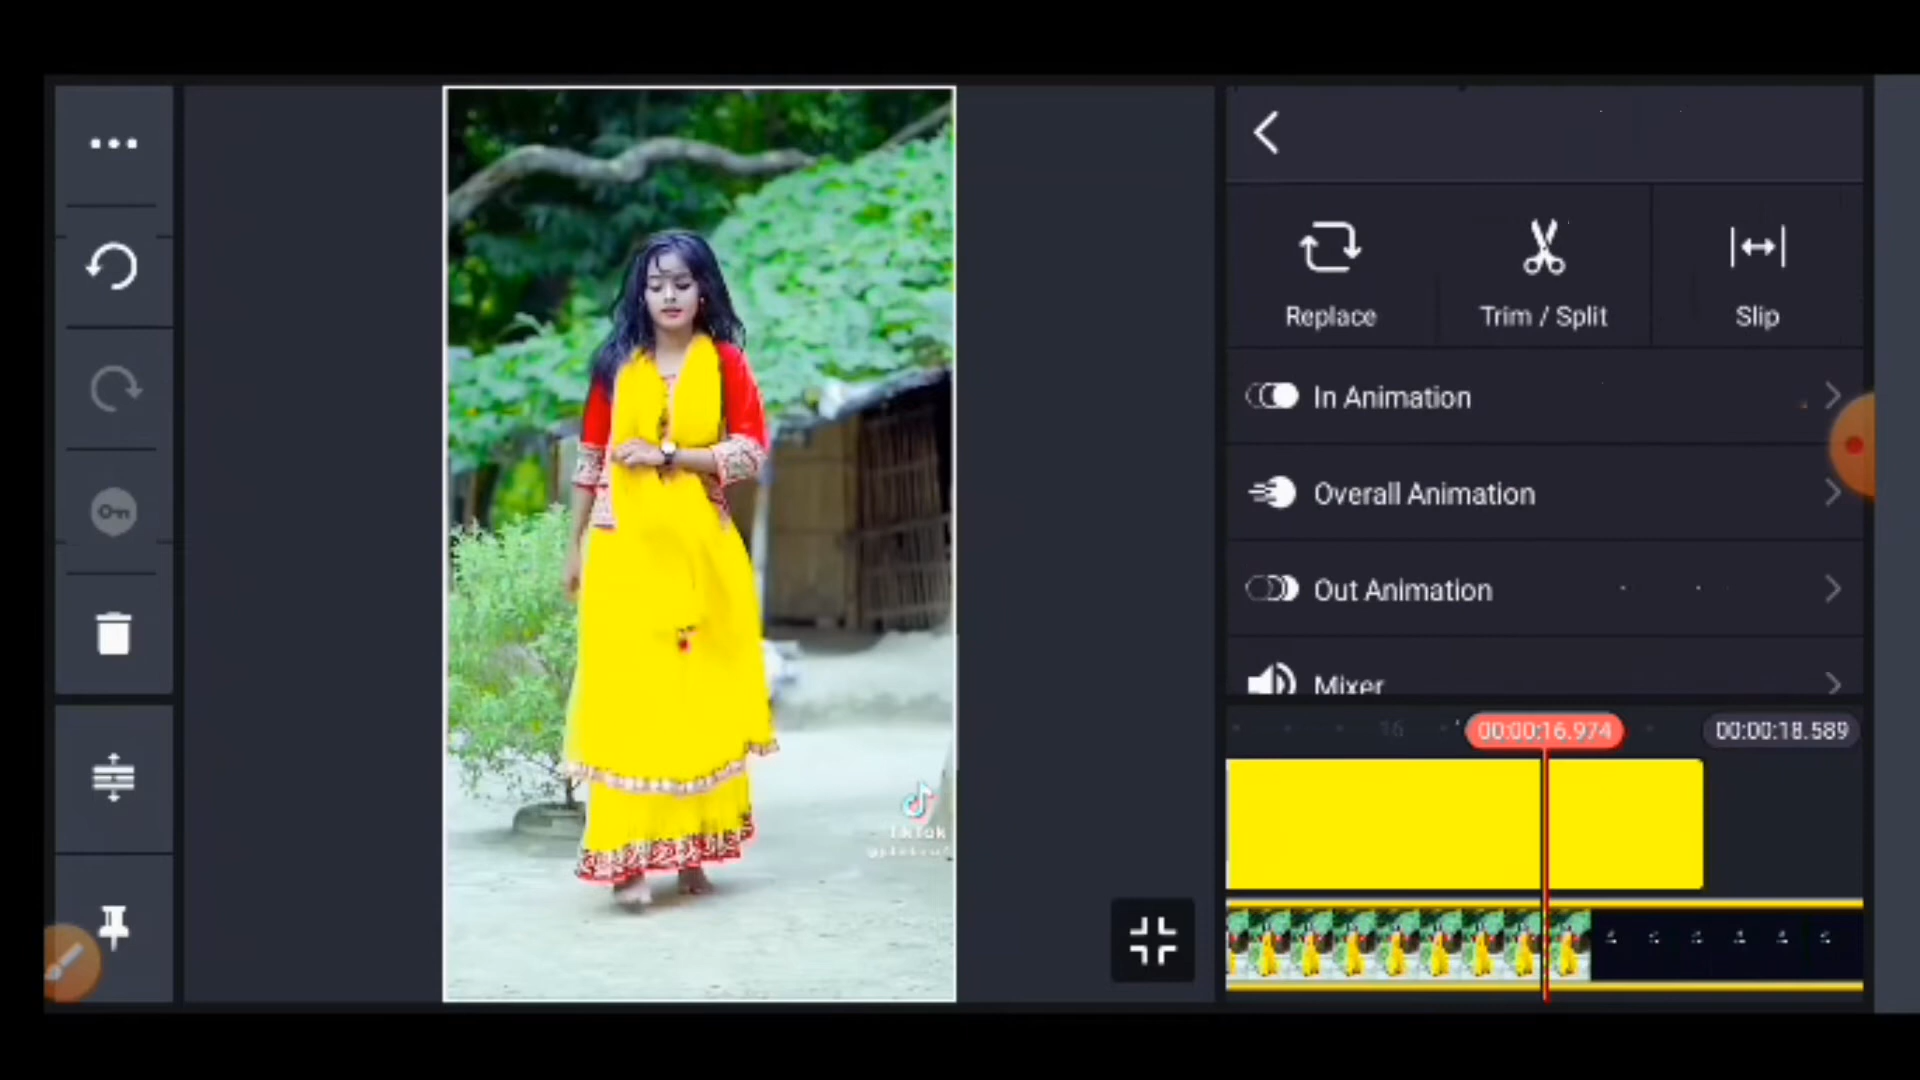 Replace
Trim / Split
Slip
In Animation
Overall Animation
Out Animation
Mixer
16
00:00:16.974
00:00:18.589
TikTok